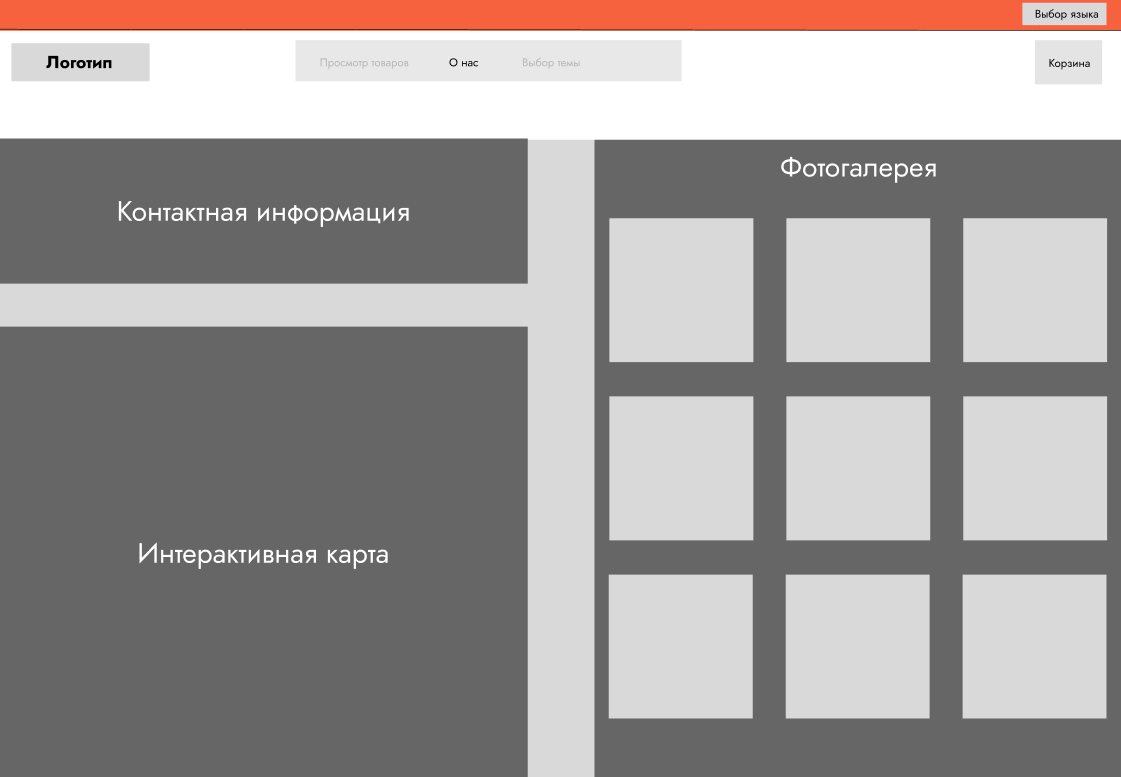 Выбор языка
Логотип
Просмотр товаров
О нас
Выбор темы
Корзина
Контактная информация
Интерактивная карта
Фотогалерея